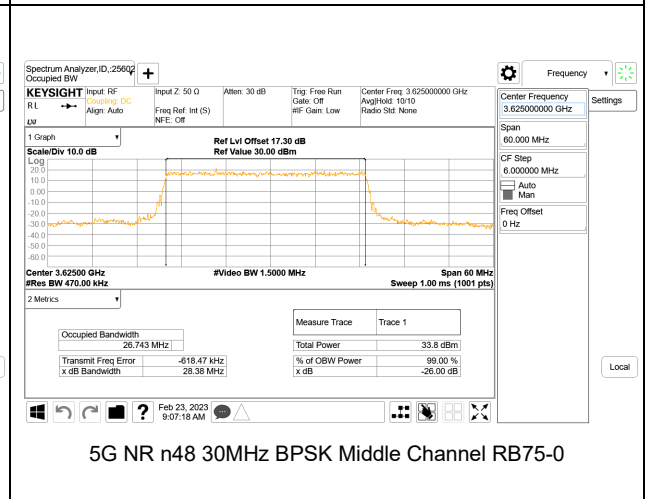 Spectrum Analyzer,ID,:25602
Occupied BW
KEYSIGHT Input: RF Input Z: 50 Ω Atten: 30 dB Trig: Free Run Center Freq: 3.625000000 GHz
R L Coupling: DC Gate: Off Avg|Hold: 10/10
Align: Auto Freq Ref: Int (S) #IF Gain: Low Radio Std: None
LXI NFE: Off
1 Graph
Ref Lvl Offset 17.30 dB
Scale/Div 10.0 dB Ref Value 30.00 dBm
Log
20.0
10.0
0.00
-10.0
-20.0
-30.0
-40.0
-50.0
-60.0
Center 3.62500 GHz #Video BW 1.5000 MHz Span 60 MHz
#Res BW 470.00 kHz Sweep 1.00 ms (1001 pts)
2 Metrics
Measure Trace Trace 1
Occupied Bandwidth
26.743 MHz Total Power 33.8 dBm
Transmit Freq Error -618.47 kHz % of OBW Power 99.00 %
x dB Bandwidth 28.38 MHz x dB -26.00 dB
Feb 23, 2023
9:07:18 AM
Frequency
Center Frequency
3.625000000 GHz
Settings
Span
60.000 MHz
CF Step
6.000000 MHz
Auto
Man
Freq Offset
0 Hz
Local
5G NR n48 30MHz BPSK Middle Channel RB75-0